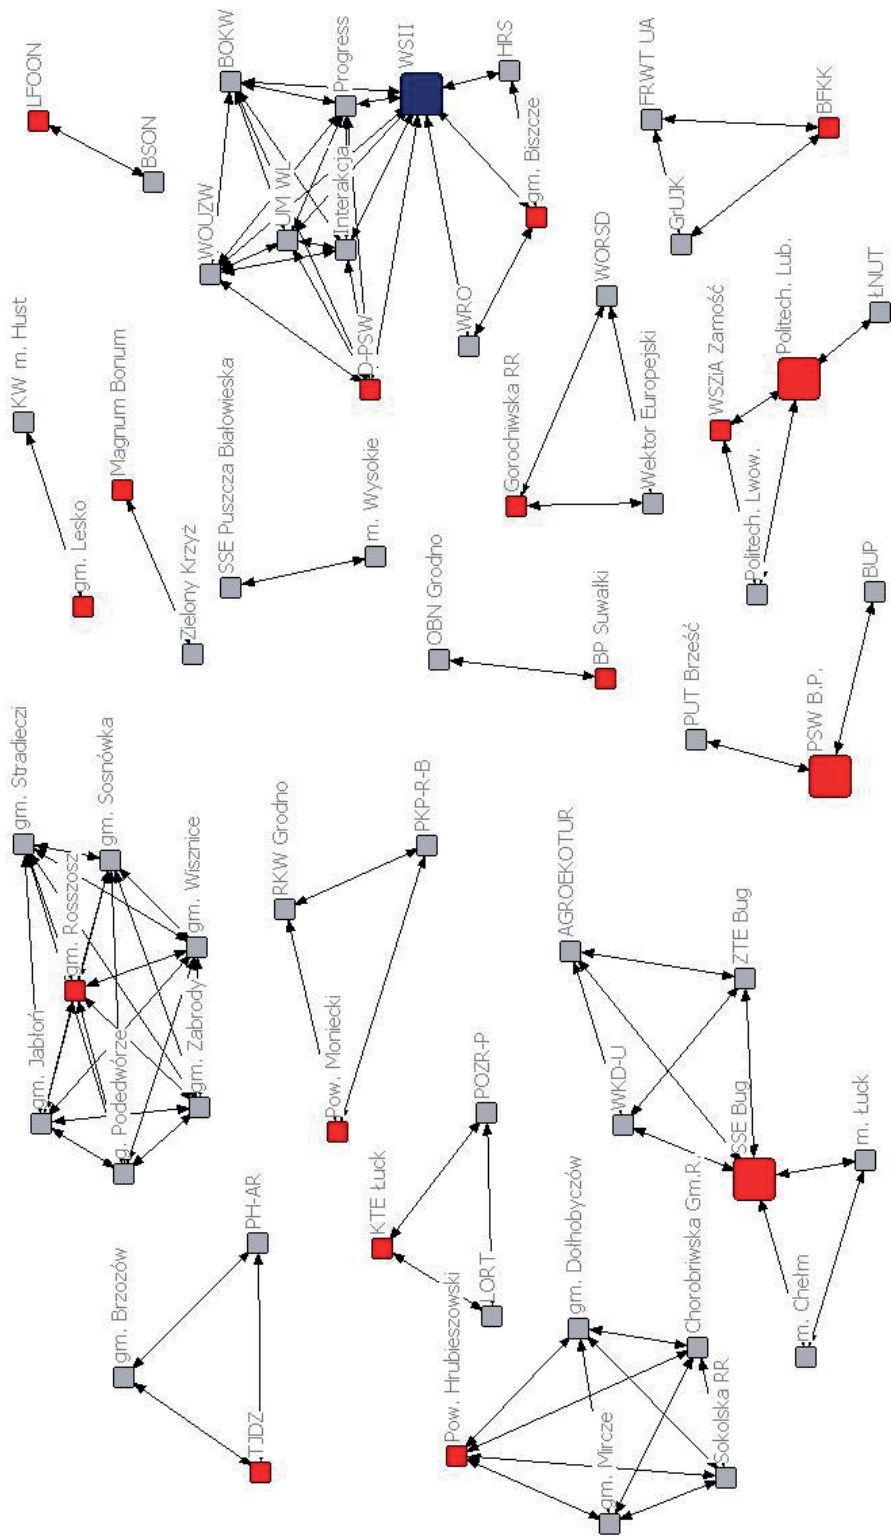 LFOON
BSON
BOKW
Progress
WSII
HRS
WOUZW
UM WL
Interakcja
D-PSW
gm. Biszcze
WRO
FRWT UA
GrUJK
BFKK
KW m. Hust
gm. Lesko
Magnum Bonum
Zielony Krzyż
SSE Puszcza Białowieska
m. Wysokie
WORSD
Gorochiwska RR
Wektor Europejski
WSZiA Zamość
Politech. Lub.
ŁNUT
Politech. Lwow.
OBN Grodno
BP Suwałki
PUT Brześć
PSW B.P.
BUP
gm. Stradieczi
gm. Sosnówka
gm. Rosszosz
gm. Wisznice
gm. Jabłoń
g. Podedwórze
gm. Zabrody
RKW Grodno
PKP-R-B
Pow. Moniecki
AGROEKOTUR
ZTE Bug
WKD-U
SSE Bug
m. Łuck
m. Chełm
gm. Brzozów
PH-AR
TJDZ
KTE Łuck
POZR-P
LORT
Pow. Hrubieszowski
gm. Dołhobyczów
Chorobriwska Gm.R.
gm. Mircze
Sokolska RR